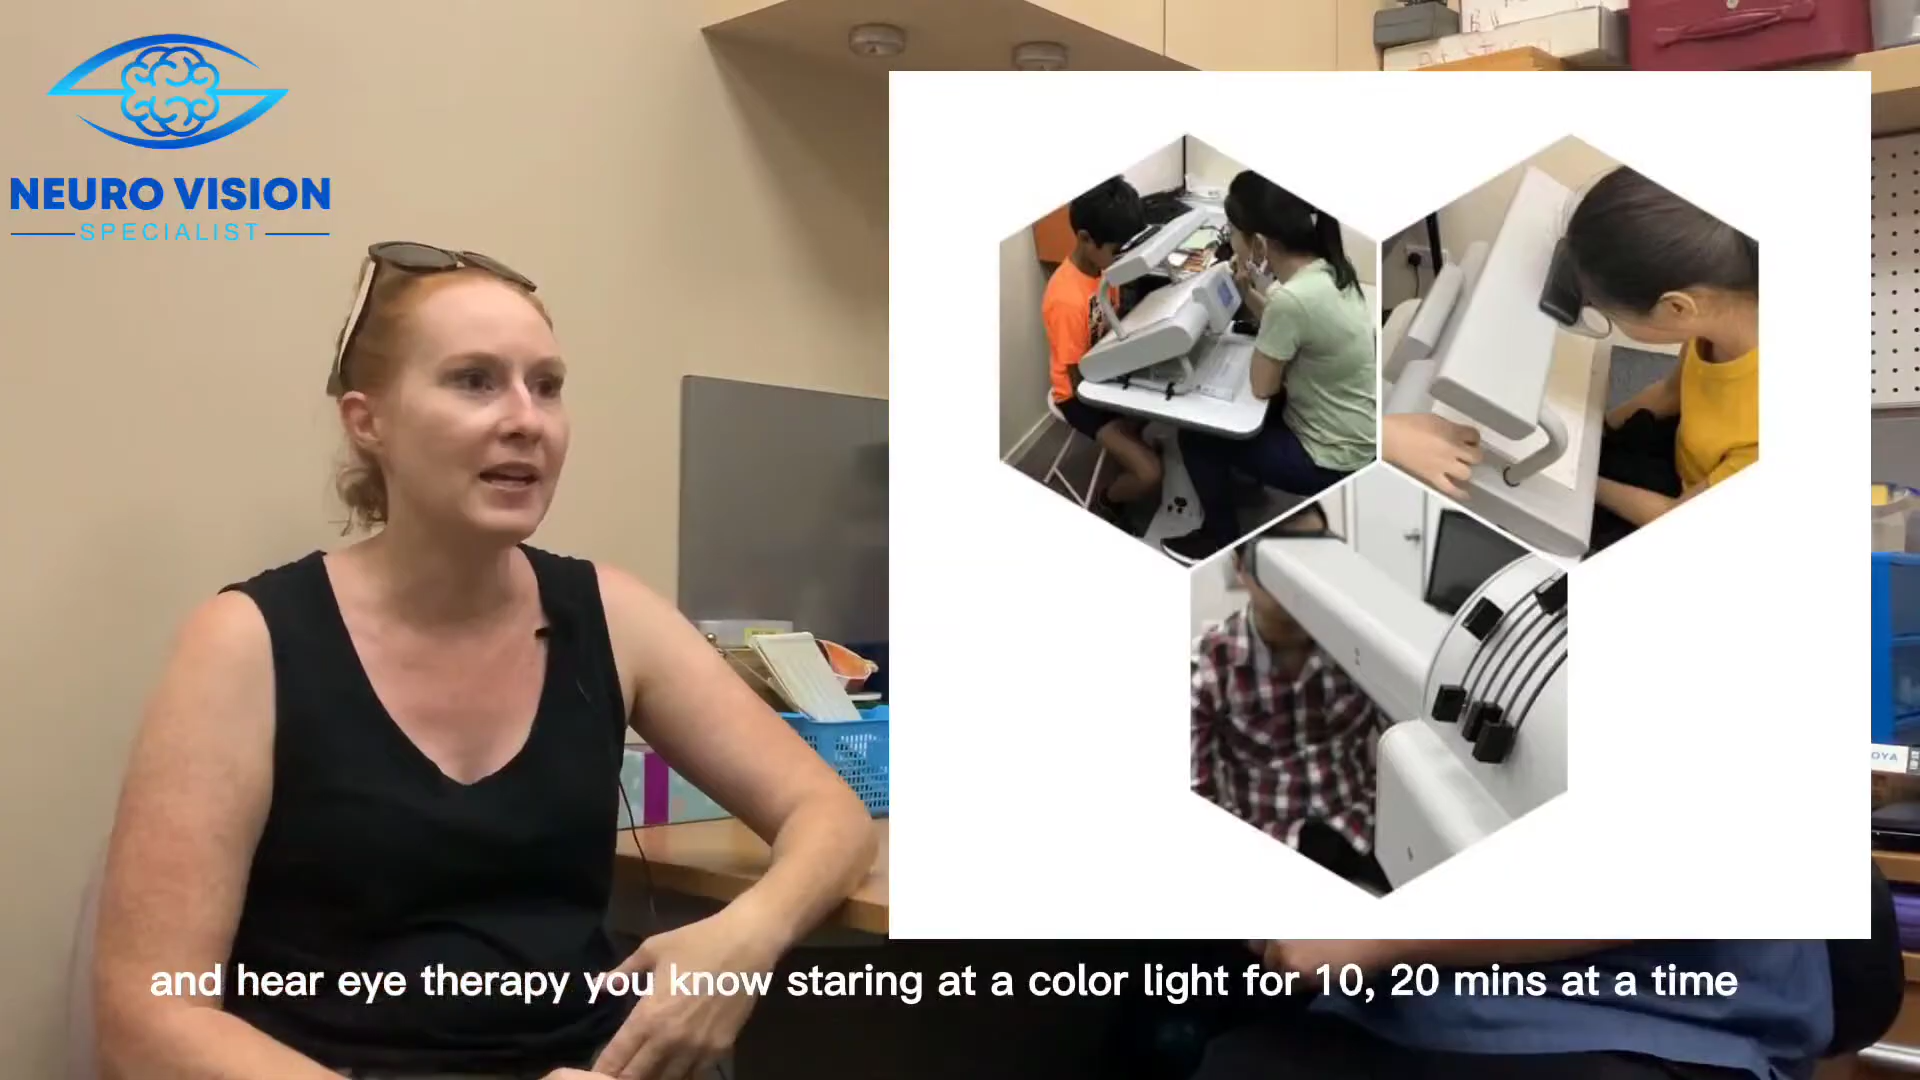 NEURO VISION
SPECIALIST
OYA
and hear eye therapy you know staring at a color light for 10, 20 mins at a time